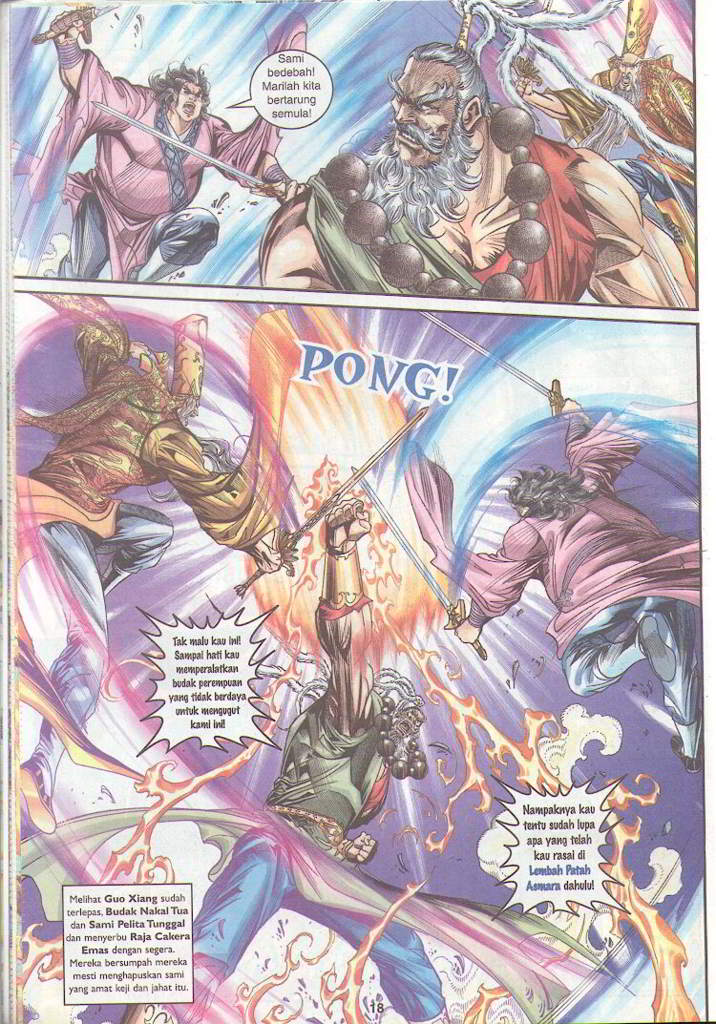 Sami
bedebah!
Marilah kita
bertarung
semula!
PONG!
Tak malu kau ini!
Sampai hati kau
memperalatkan
budak perempuan
yang tidak berdaya
untuk mengugut
kami ini!
Nampaknya kau
tentu sudah lupa
apa yang telah
kau rasai di
Lembah Patah
Asmara dahulu!
Melihat Guo Xiang sudah
terlepas, Budak Nakal Tua
dan Sami Pelita Tunggal
dan menyerbu Raja Cakera
Emas dengan segera.
Mereka bersumpah mereka
mesti menghapuskan sami
yang amat keji dan jahat itu.
18